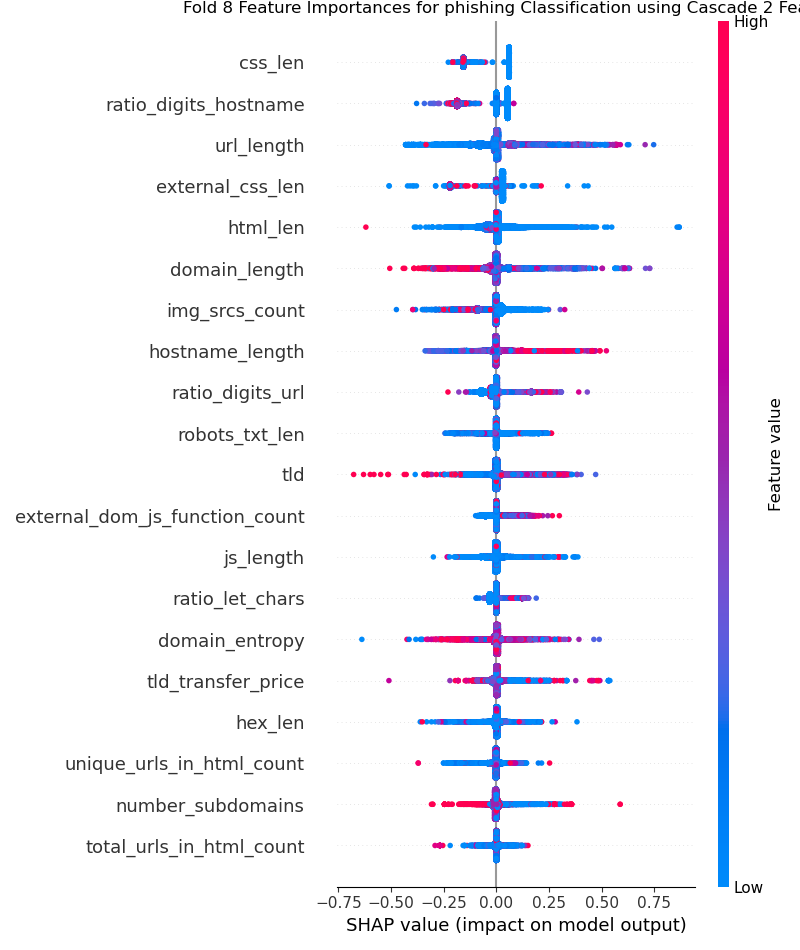 Fold 8 Feature Importances for phishing Classification using Cascade 2 Fea
High
css_len
ratio_digits_hostname
url_length
external_css_len
html_len
domain_length
img_srcs_count
hostname_length
ratio_digits_url
robots_txt_len
tld
external_dom_js_function_count
js_length
ratio_let_chars
domain_entropy
tld_transfer_price
hex_len
unique_urls_in_html_count
number_subdomains
total_urls_in_html_count
Feature value
Low
−0.75 −0.50 −0.25 0.00 0.25 0.50 0.75
SHAP value (impact on model output)